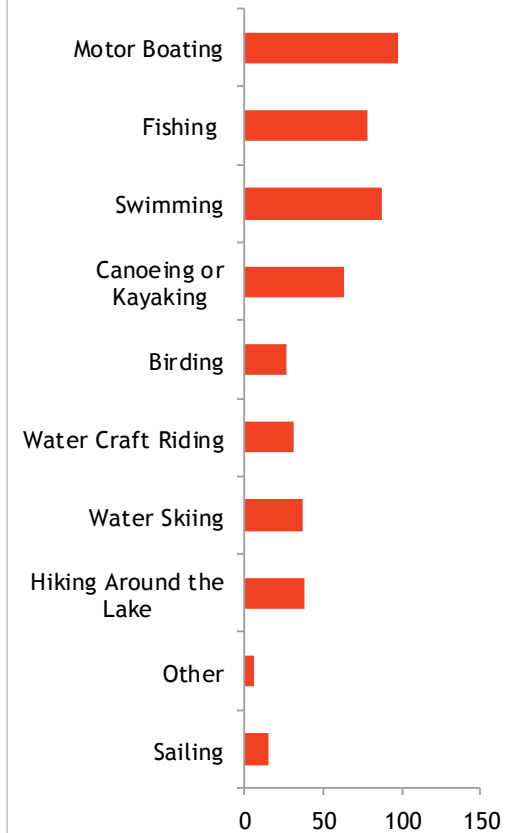 Motor Boating
Fishing
Swimming
Canoeing or
Kayaking
Birding
Water Craft Riding
Water Skiing
Hiking Around the
Lake
Other
Sailing
0 50 100 150